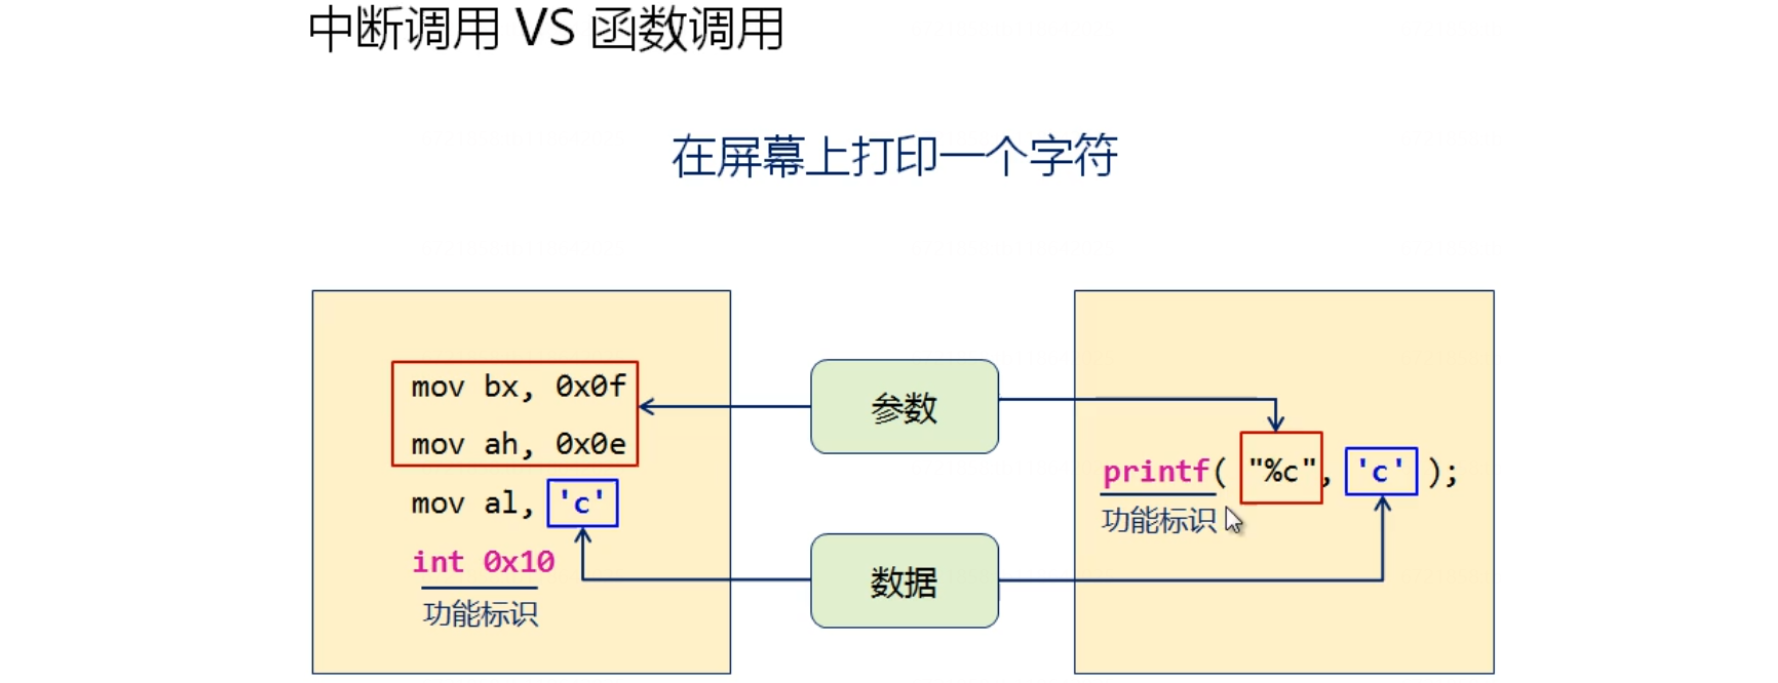 中断调用 VS 函数调用
在屏幕上打印一个字符
mov bx, 0x0f
mov ah, 0x0e
mov al, 'c'
int 0x10
功能标识
参数
数据
printf( "%c", 'c' );
功能标识